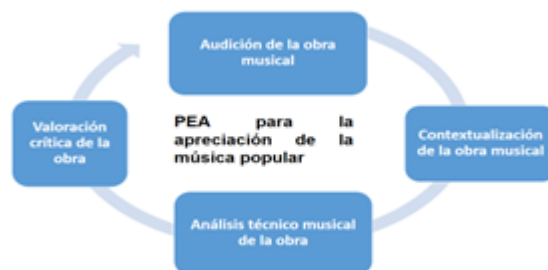 Audición de la obra
musical
Valoración
crítica de la
obra
PEA para la
apreciación de la
música popular
Contextualización
de la obra musical
Análisis técnico musical
de la obra